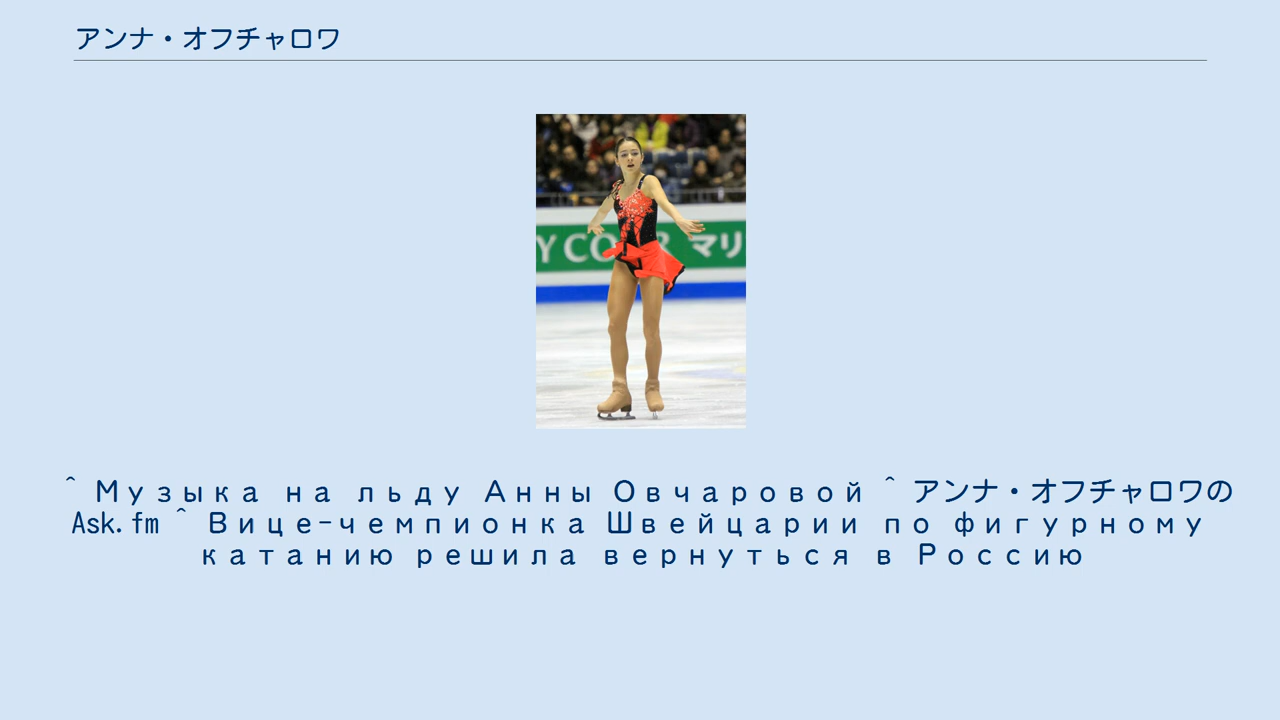 アンナ・オフチャロワ
Y CO R マリ
^ Музыка на льду Анны Овчаровой ^ アンナ・オフチャロワの
Ask.fm ^ Вице-чемпионка Швейцарии по фигурному
катанию решила вернуться в Россию